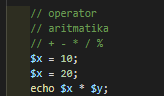 // operator
// aritmatika
// + - * / %
$x = 10;
$x = 20;
echo $x * $y;